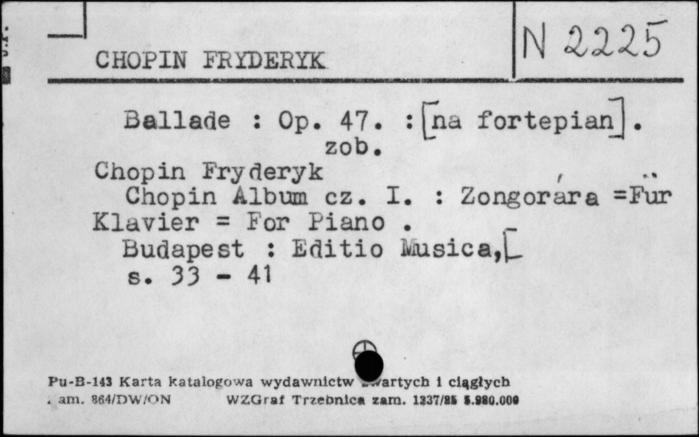 N 2225
CHOPIN FRYDERYK
Ballade : Op. 47. : [na fortepian].
zob.
Chopin Fryderyk
Chopin Album cz. I. : Zongorára =Für
Klavier = For Piano .
Budapest : Editio Musica,[
s. 33 - 41
Pu-B-143 Karta katalogowa wydawnictw i ciągłych
. am. 864/DW/ON WZGraf Trzebnica zam. 1337/85 5.980.000